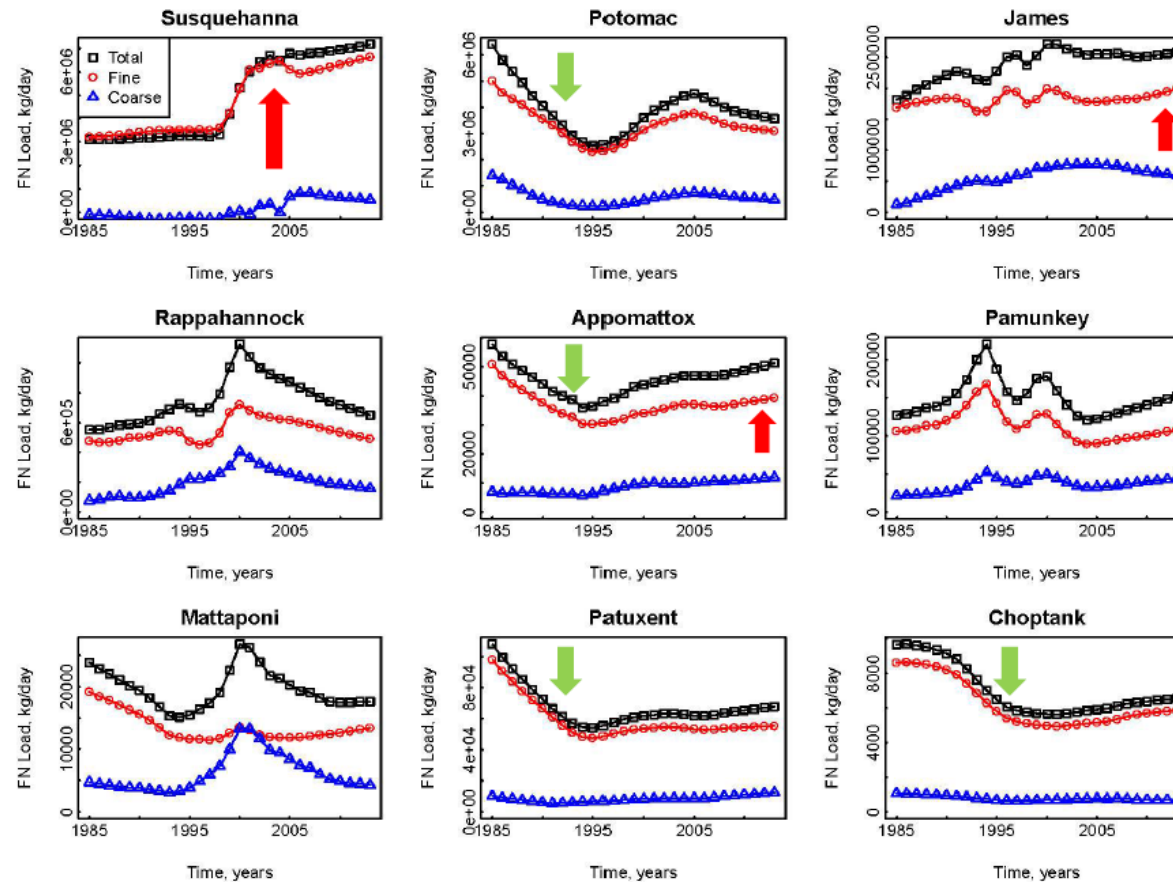 Susquehanna
FN Load, kg/day
0e+00 3e+06 6e+06
Total
Fine
Coarse
1985 1995 2005
Time, years
Potomac
FN Load, kg/day
0e+00 3e+06 6e+06
1985 1995 2005
Time, years
James
FN Load, kg/day
0 1000000 2500000
1985 1995 2005
Time, years
Rappahannock
FN Load, kg/day
0e+00 6e+05
1985 1995 2005
Time, years
Appomattox
FN Load, kg/day
0 20000 50000
1985 1995 2005
Time, years
Pamunkey
FN Load, kg/day
0 100000 200000
1985 1995 2005
Time, years
Mattaponi
FN Load, kg/day
0 10000 20000
1985 1995 2005
Time, years
Patuxent
FN Load, kg/day
0e+00 4e+04 8e+04
1985 1995 2005
Time, years
Choptank
FN Load, kg/day
0 4000 8000
1985 1995 2005
Time, years